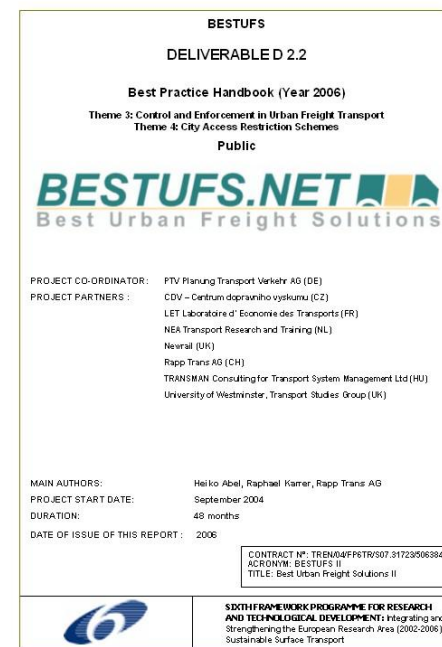 BESTUFS
DELIVERABLE D 2.2
Best Practice Handbook (Year 2006)
Theme 3: Control and Enforcement in Urban Freight Transport
Theme 4: City Access Restriction Schemes
Public
BESTUFS.NET
Best Urban Freight Solutions
PROJECT CO-ORDINATOR: PTV Planung Transport Verkehr AG (DE)
PROJECT PARTNERS : CDV – Centrum dopravniho vyskumu (CZ)
LET Laboratoire d' Economie des Transports (FR)
NEA Transport Research and Training (NL)
Newrail (UK)
Rapp Trans AG (CH)
TRANSMAN Consulting for Transport System Management Ltd (HU)
University of Westminster, Transport Studies Group (UK)
MAIN AUTHORS: Heiko Abel, Raphael Karrer, Rapp Trans AG
PROJECT START DATE: September 2004
DURATION: 48 months
DATE OF ISSUE OF THIS REPORT : 2006
CONTRACT N°: TREN/04/FP6TR/S07.31723/506384
ACRONYM: BESTUFS II
TITLE: Best Urban Freight Solutions II
6
SIXTH FRAMEWORK PROGRAMME FOR RESEARCH
AND TECHNOLOGICAL DEVELOPMENT: Integrating and
Strengthening the European Research Area (2002-2006)
Sustainable Surface Transport